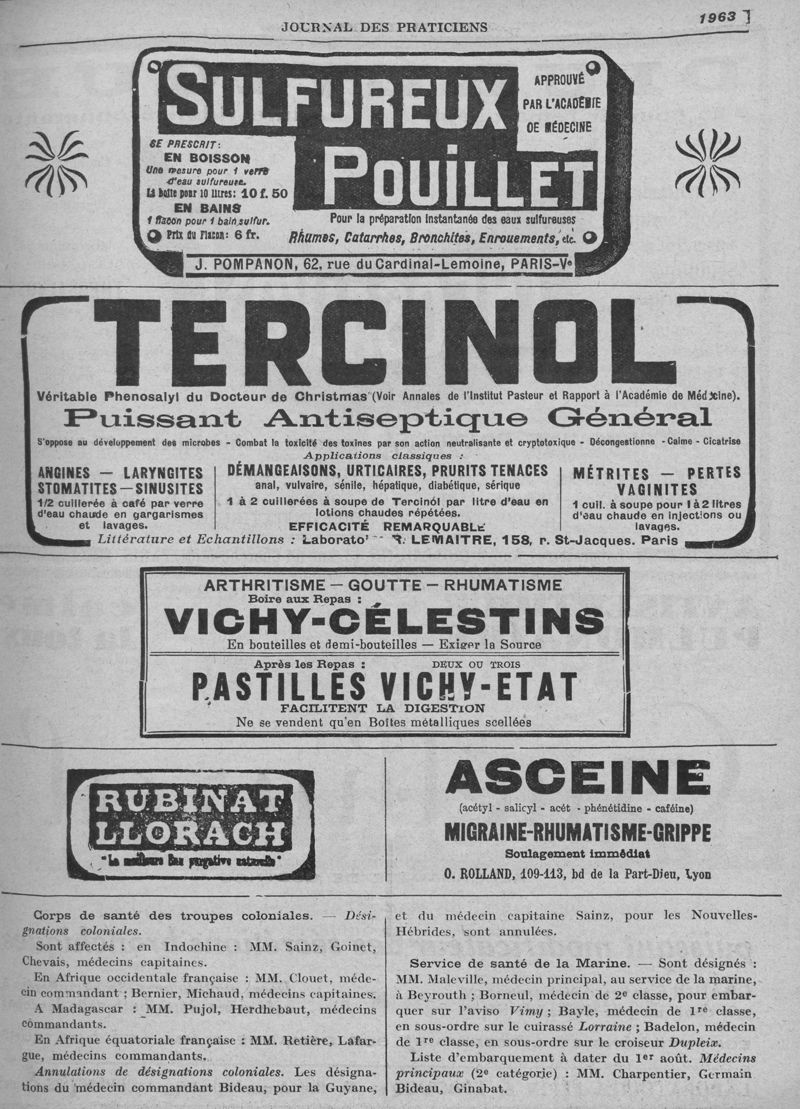 JOURNAL DES PRATICIENS
1963
SULFUREUX
POUILLET
APPROUVÉ
PAR L'ACADÉMIE
DE MÉDECINE
SE PRESCRIT:
EN BOISSON
Une mesure pour 1 verre
d'eau sulfureuse.
La boîte pour 10 litres: 10 f. 50
EN BAINS
1 flacon pour 1 bain sulfur.
Prix du Flacon: 6 fr.
Pour la préparation instantanée des eaux sulfureuses
Rhumes, Catarrhes, Bronchites, Enrouements, etc.
J. POMPANON, 62, rue du Cardinal-Lemoine, PARIS-Ve
TERCINOL
Véritable Phenosalyl du Docteur de Christmas (Voir Annales de l'Institut Pasteur et Rapport à l'Académie de Médecine).
Puissant Antiseptique Général
S'oppose au développement des microbes - Combat la toxicité des toxines par son action neutralisante et cryptotoxique - Décongestionne - Calme - Cicatrise
Applications classiques :
ANGINES — LARYNGITES
STOMATITES — SINUSITES
1/2 cuillerée à café par verre
d'eau chaude en gargarismes
et lavages.
DÉMANGEAISONS, URTICAIRES, PRURITS TENACES
anal, vulvaire, sénile, hépatique, diabétique, sérique
1 à 2 cuillerées à soupe de Tercinol par litre d'eau en
lotions chaudes répétées.
EFFICACITÉ REMARQUABLE
MÉTRITES — PERTES
VAGINITES
1 cuil. à soupe pour 1 à 2 litres
d'eau chaude en injections ou
lavages.
Littérature et Echantillons : Laborato R. LEMAITRE, 158, r. St-Jacques. Paris
ARTHRITISME — GOUTTE — RHUMATISME
Boire aux Repas :
VICHY-CÉLESTINS
En bouteilles et demi-bouteilles — Exiger la Source
Après les Repas : DEUX OU TROIS
PASTILLES VICHY-ETAT
FACILITENT LA DIGESTION
Ne se vendent qu'en Boîtes métalliques scellées
RUBINAT
LLORACH
"La meilleure Eau purgative naturelle"
ASCEINE
(acétyl - salicyl - acét - phénétidine - caféine)
MIGRAINE-RHUMATISME-GRIPPE
Soulagement immédiat
O. ROLLAND, 109-113, bd de la Part-Dieu, Lyon
Corps de santé des troupes coloniales. — Dési-
gnations coloniales.
Sont affectés : en Indochine : MM. Sainz, Goinet,
Chevais, médecins capitaines.
En Afrique occidentale française : MM. Clouet, méde-
cin commandant ; Bernier, Michaud, médecins capitaines.
A Madagascar : MM. Pujol, Herdhebaut, médecins
commandants.
En Afrique équatoriale française : MM. Retière, Lafar-
gue, médecins commandants.
Annulations de désignations coloniales. Les désigna-
tions du médecin commandant Bideau, pour la Guyane,
et du médecin capitaine Sainz, pour les Nouvelles-
Hébrides, sont annulées.
Service de santé de la Marine. — Sont désignés :
MM. Maleville, médecin principal, au service de la marine,
à Beyrouth ; Borneul, médecin de 2e classe, pour embar-
quer sur l'aviso Vimy ; Bayle, médecin de 1re classe,
en sous-ordre sur le cuirassé Lorraine ; Badelon, médecin
de 1re classe, en sous-ordre sur le croiseur Dupleix.
Liste d'embarquement à dater du 1er août. Médecins
principaux (2e catégorie) : MM. Charpentier, Germain
Bideau, Ginabat.